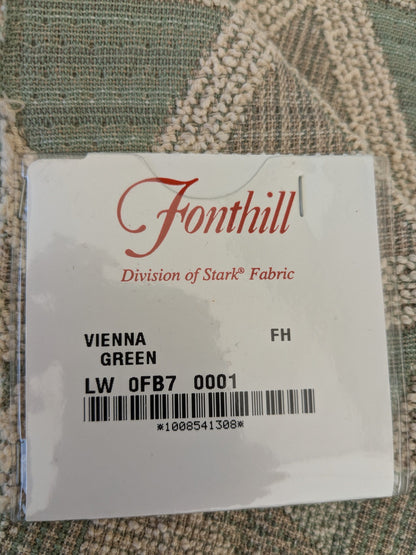 Fonthill
Division of Stark® Fabric
VIENNA FH
GREEN
LW 0FB7 0001
*1008541308*